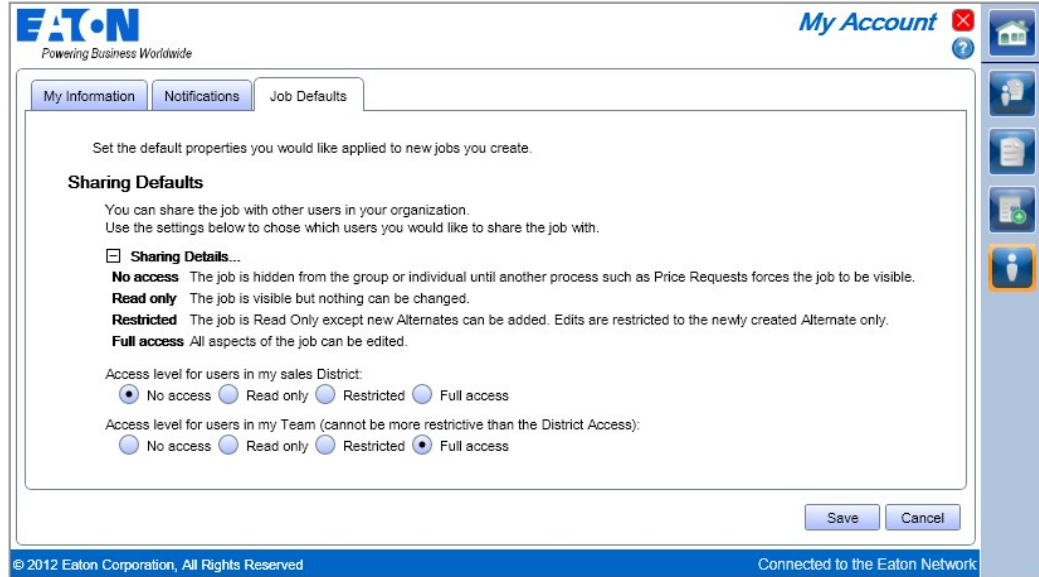 EATON
Powering Business Worldwide
My Account
My Information
Notifications
Job Defaults
Set the default properties you would like applied to new jobs you create.
Sharing Defaults
You can share the job with other users in your organization.
Use the settings below to chose which users you would like to share the job with.
Sharing Details...
No access The job is hidden from the group or individual until another process such as Price Requests forces the job to be visible.
Read only The job is visible but nothing can be changed.
Restricted The job is Read Only except new Alternates can be added. Edits are restricted to the newly created Alternate only.
Full access All aspects of the job can be edited.
Access level for users in my sales District:
No access Read only Restricted Full access
Access level for users in my Team (cannot be more restrictive than the District Access):
No access Read only Restricted Full access
Save Cancel
© 2012 Eaton Corporation, All Rights Reserved
Connected to the Eaton Network